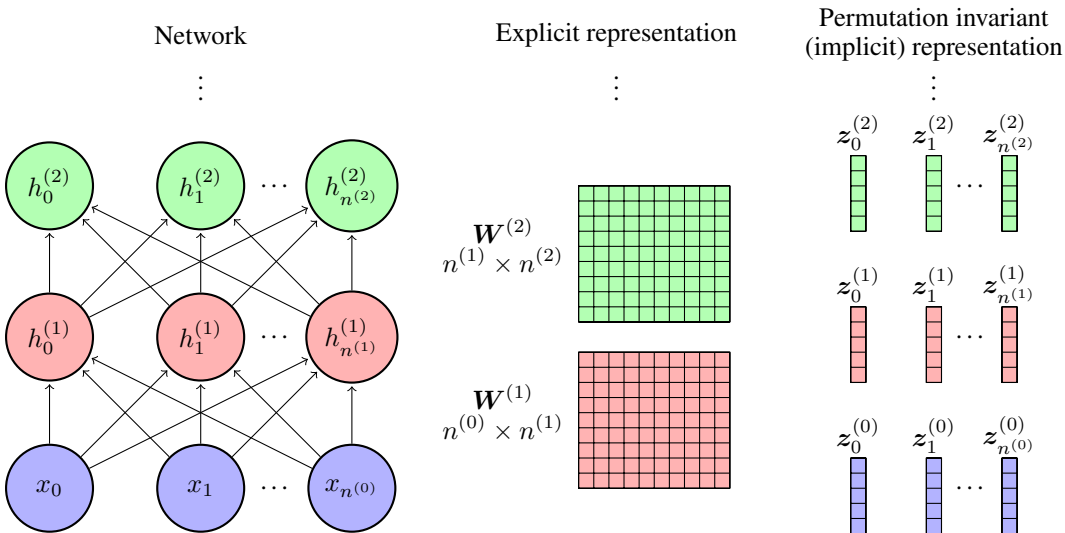 Network
⋮
h_0^{(2)} h_1^{(2)} ⋯ h_{n^{(2)}}^{(2)}
h_0^{(1)} h_1^{(1)} ⋯ h_{n^{(1)}}^{(1)}
x_0 x_1 ⋯ x_{n^{(0)}}
Explicit representation
⋮
W^{(2)}
n^{(1)} × n^{(2)}
W^{(1)}
n^{(0)} × n^{(1)}
Permutation invariant
(implicit) representation
⋮
z_0^{(2)} z_1^{(2)} z_{n^{(2)}}^{(2)}
⋯
z_0^{(1)} z_1^{(1)} z_{n^{(1)}}^{(1)}
⋯
z_0^{(0)} z_1^{(0)} z_{n^{(0)}}^{(0)}
⋯